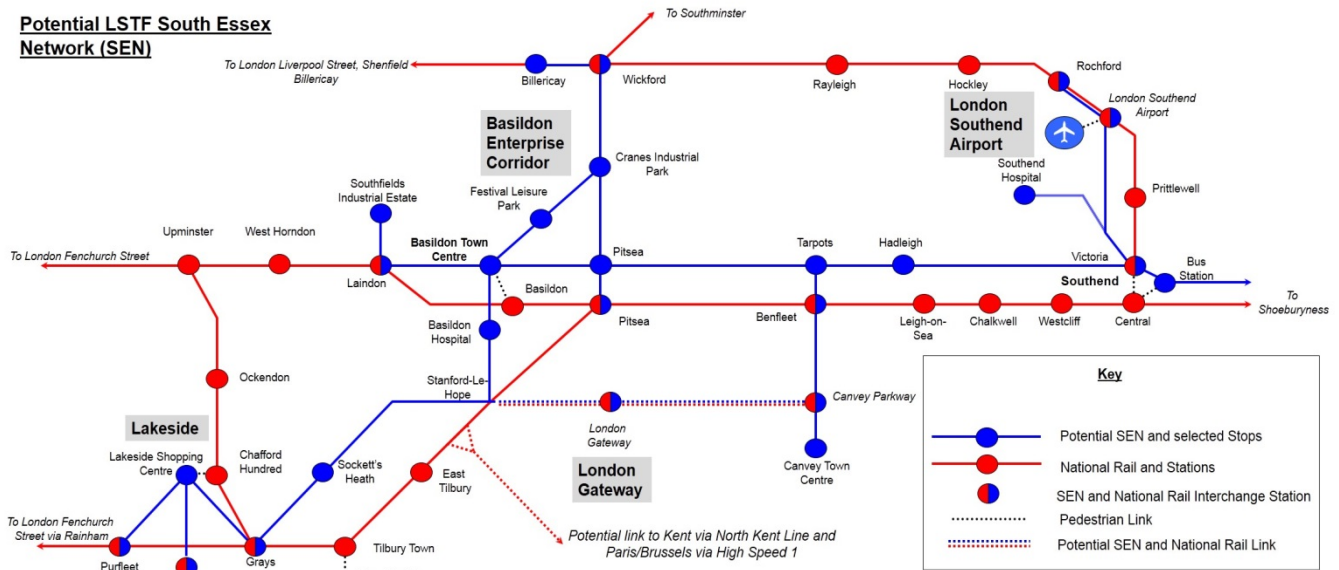 Potential LSTF South Essex
Network (SEN)
To Southminster
To London Liverpool Street, Shenfield
Billericay
Billericay
Wickford
Rayleigh
Hockley
Rochford
London Southend
Airport
London
Southend
Airport
Basildon
Enterprise
Corridor
Cranes Industrial
Park
Southend
Hospital
Festival Leisure
Park
Southfields
Industrial Estate
Prittlewell
Upminster
West Horndon
Basildon Town
Centre
Pitsea
Tarpots
Hadleigh
Victoria
Bus
Station
To London Fenchurch Street
Laindon
Basildon
Southend
To
Shoeburyness
Pitsea
Benfleet
Leigh-on-
Sea
Chalkwell
Westcliff
Central
Basildon
Hospital
Ockendon
Stanford-Le-
Hope
London
Gateway
Canvey Parkway
Lakeside
Lakeside Shopping
Centre
Chafford
Hundred
Sockett's
Heath
East
Tilbury
London
Gateway
Canvey Town
Centre
To London Fenchurch
Street via Rainham
Purfleet
Grays
Tilbury Town
Potential link to Kent via North Kent Line and
Paris/Brussels via High Speed 1
Key
Potential SEN and selected Stops
National Rail and Stations
SEN and National Rail Interchange Station
Pedestrian Link
Potential SEN and National Rail Link